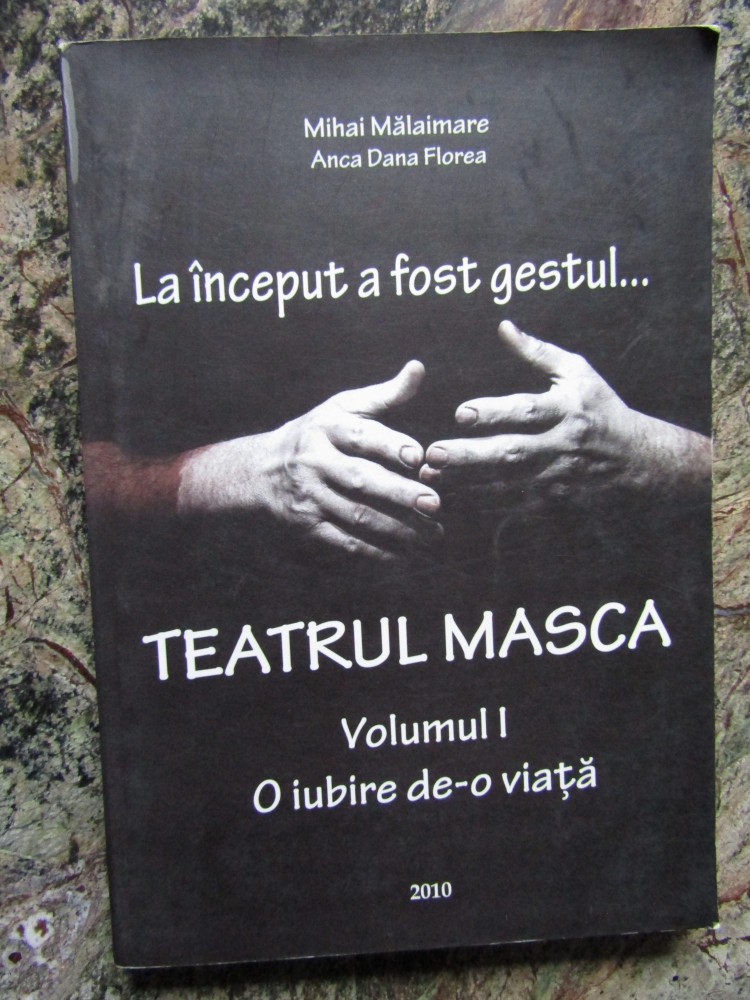 Mihai Mălaimare
Anca Dana Florea
La început a fost gestul...
TEATRUL MASCA
Volumul I
O iubire de-o viață
2010